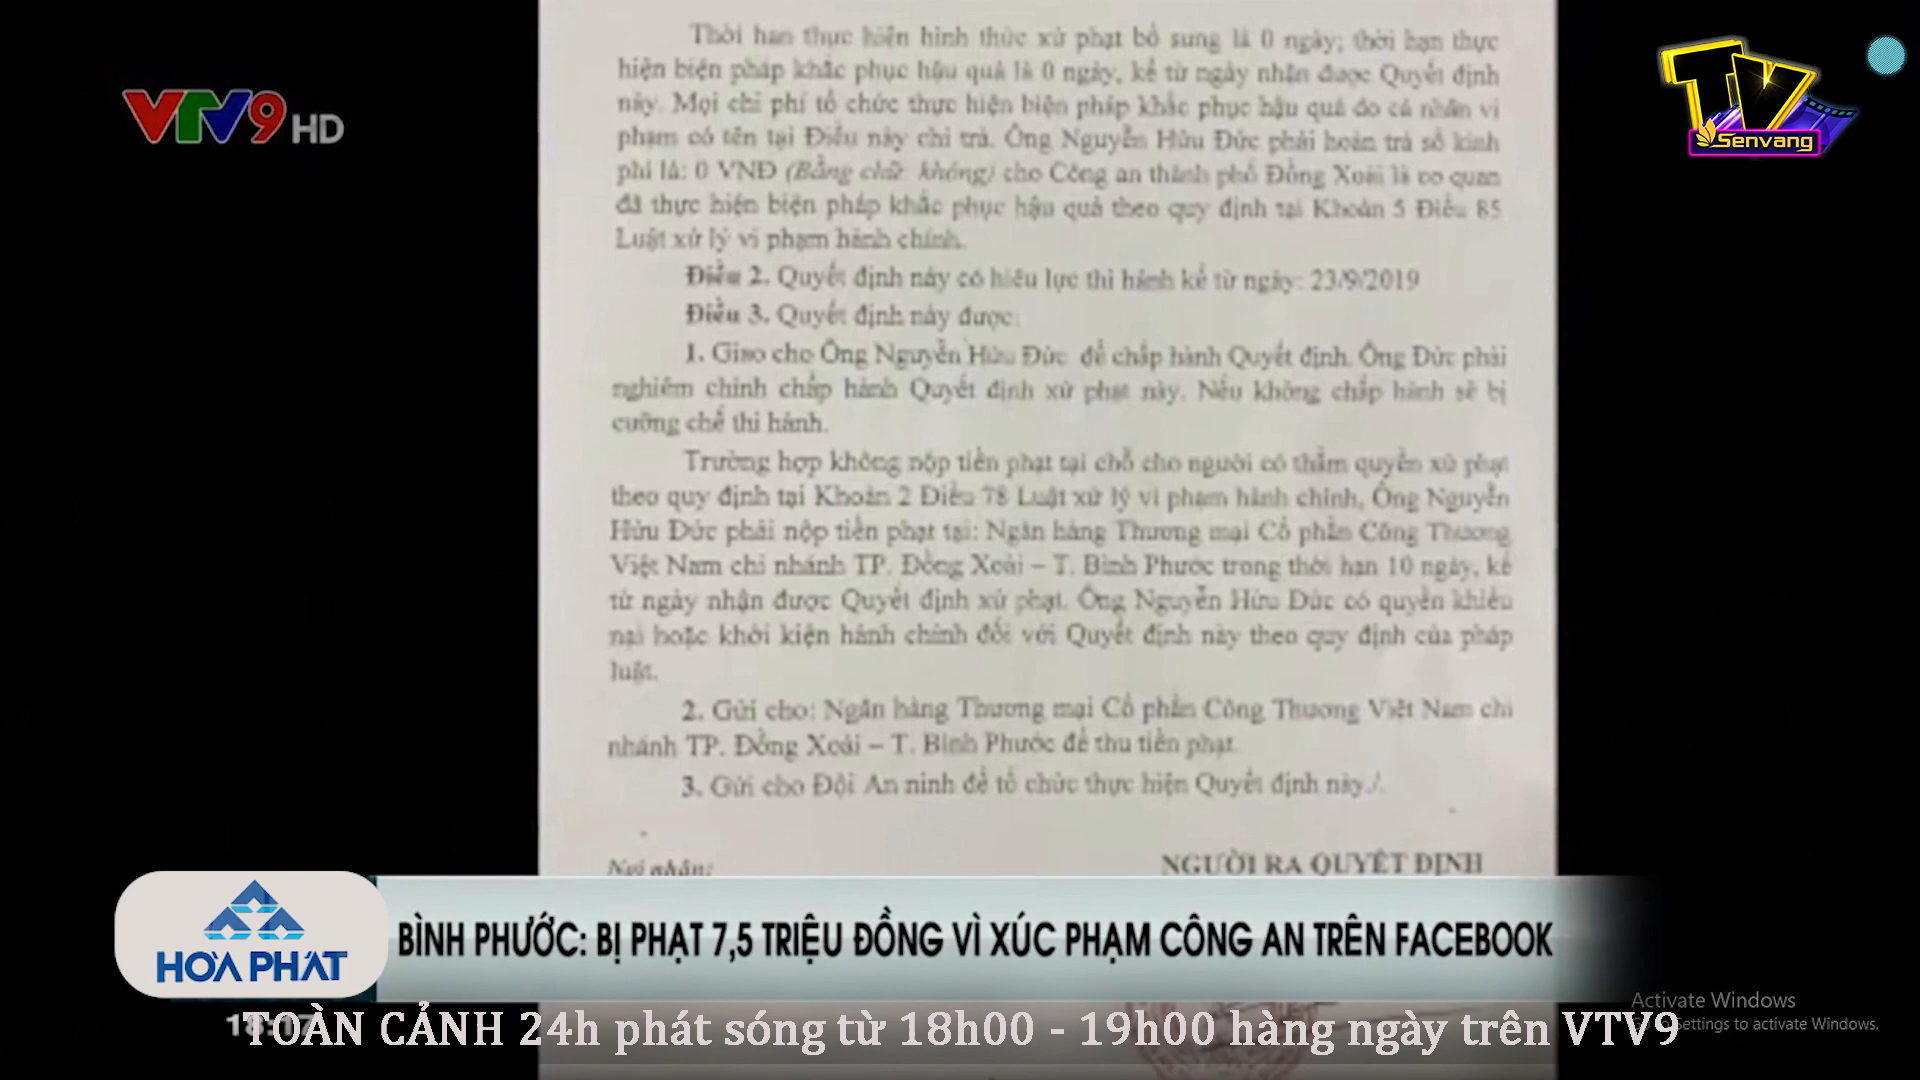 Thời hạn thực hiện hình thức xử phạt bổ sung là 0 ngày; thời hạn thực
hiện biện pháp khắc phục hậu quả là 0 ngày, kể từ ngày nhận được Quyết định
này. Mọi chi phí tổ chức thực hiện biện pháp khắc phục hậu quả do cá nhân vi
phạm có tên tại Điều này chi trả. Ông Nguyễn Hữu Đức phải hoàn trả số kinh
phí là: 0 VNĐ (Bằng chữ: không) cho Công an thành phố Đồng Xoài là cơ quan
đã thực hiện biện pháp khắc phục hậu quả theo quy định tại Khoản 5 Điều 85
Luật xử lý vi phạm hành chính.
Điều 2. Quyết định này có hiệu lực thi hành kể từ ngày: 23/9/2019
Điều 3. Quyết định này được:
1. Giao cho Ông Nguyễn Hữu Đức để chấp hành Quyết định. Ông Đức phải
nghiêm chỉnh chấp hành Quyết định xử phạt này. Nếu không chấp hành sẽ bị
cưỡng chế thi hành.
Trường hợp không nộp tiền phạt tại chỗ cho người có thẩm quyền xử phạt
theo quy định tại Khoản 2 Điều 78 Luật xử lý vi phạm hành chính, Ông Nguyễn
Hữu Đức phải nộp tiền phạt tại: Ngân hàng Thương mại Cổ phần Công Thương
Việt Nam chi nhánh TP. Đồng Xoài – T. Bình Phước trong thời hạn 10 ngày, kể
từ ngày nhận được Quyết định xử phạt. Ông Nguyễn Hữu Đức có quyền khiếu
nại hoặc khởi kiện hành chính đối với Quyết định này theo quy định của pháp
luật.
2. Gửi cho: Ngân hàng Thương mại Cổ phần Công Thương Việt Nam chi
nhánh TP. Đồng Xoài – T. Bình Phước để thu tiền phạt.
3. Gửi cho Đội An ninh để tổ chức thực hiện Quyết định này./.
Nơi nhận:
NGƯỜI RA QUYẾT ĐỊNH
VTV9 HD
TV
Senvang
HÒA PHÁT
BÌNH PHƯỚC: BỊ PHẠT 7,5 TRIỆU ĐỒNG VÌ XÚC PHẠM CÔNG AN TRÊN FACEBOOK
Activate Windows
Settings to activate Windows.
18:17
TOÀN CẢNH 24h phát sóng từ 18h00 - 19h00 hàng ngày trên VTV9